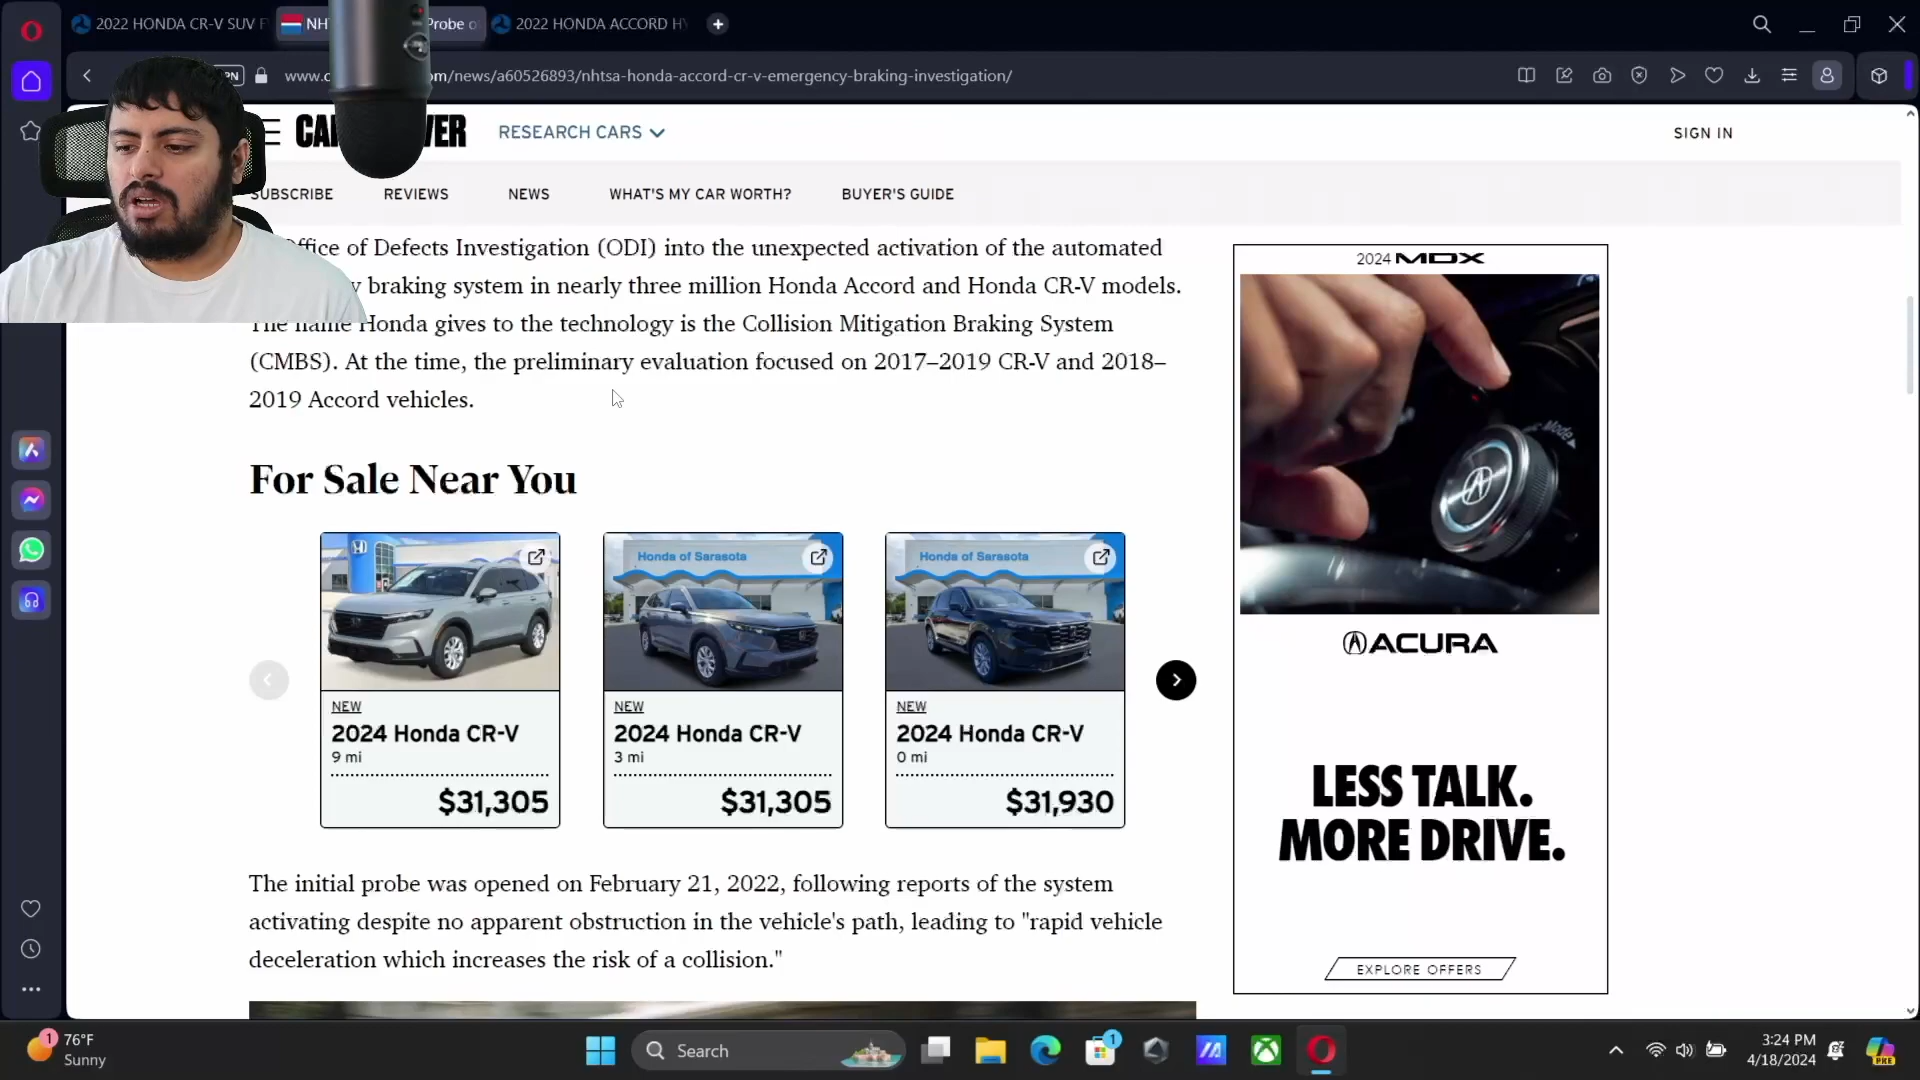 2022 HONDA CR-V SUV F
NH
Probe o
2022 HONDA ACCORD HY
www.c
om/news/a60526893/nhtsa-honda-accord-cr-v-emergency-braking-investigation/
RESEARCH CARS
SIGN IN
SUBSCRIBE
REVIEWS
NEWS
WHAT'S MY CAR WORTH?
BUYER'S GUIDE
Office of Defects Investigation (ODI) into the unexpected activation of the automated
braking system in nearly three million Honda Accord and Honda CR-V models.
The name Honda gives to the technology is the Collision Mitigation Braking System
(CMBS). At the time, the preliminary evaluation focused on 2017–2019 CR-V and 2018–
2019 Accord vehicles.
For Sale Near You
Honda of Sarasota
Honda of Sarasota
NEW
2024 Honda CR-V
9 mi
$31,305
NEW
2024 Honda CR-V
3 mi
$31,305
NEW
2024 Honda CR-V
0 mi
$31,930
The initial probe was opened on February 21, 2022, following reports of the system
activating despite no apparent obstruction in the vehicle's path, leading to "rapid vehicle
deceleration which increases the risk of a collision."
2024 MDX
Mode
ACURA
LESS TALK.
MORE DRIVE.
EXPLORE OFFERS
1
76°F
Sunny
Search
1
3:24 PM
4/18/2024
PRE